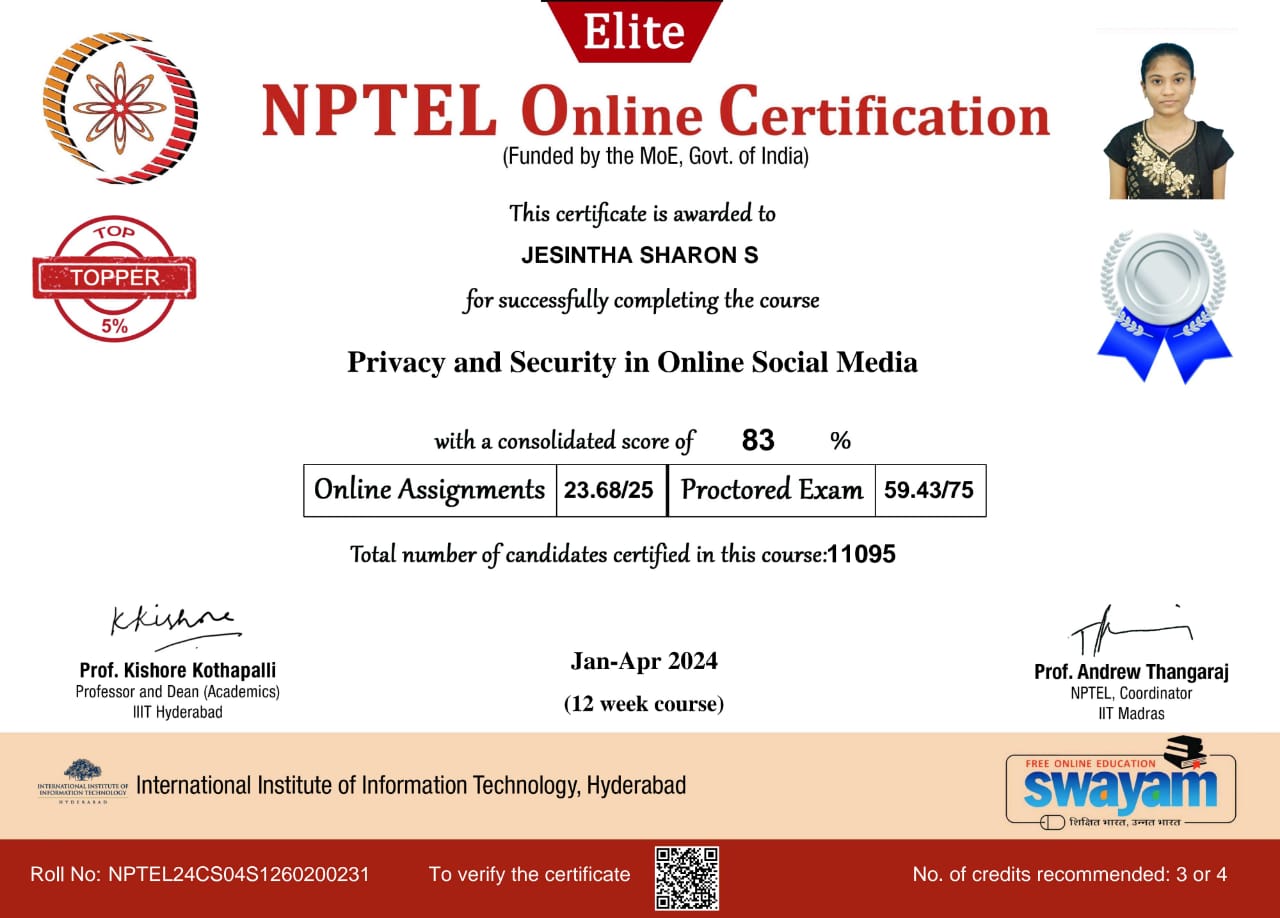 Elite
NPTEL Online Certification
(Funded by the MoE, Govt. of India)
This certificate is awarded to
JESINTHA SHARON S
for successfully completing the course
TOP
TOPPER
5%
Privacy and Security in Online Social Media
with a consolidated score of 83 %
Online Assignments 23.68/25 Proctored Exam 59.43/75
Total number of candidates certified in this course:11095
KKishore
Prof. Kishore Kothapalli
Professor and Dean (Academics)
IIIT Hyderabad
Jan-Apr 2024
(12 week course)
Prof. Andrew Thangaraj
NPTEL, Coordinator
IIT Madras
INTERNATIONAL INSTITUTE OF
INFORMATION TECHNOLOGY
HYDERABAD
International Institute of Information Technology, Hyderabad
FREE ONLINE EDUCATION
swayam
शिक्षित भारत, उन्नत भारत
Roll No: NPTEL24CS04S1260200231 To verify the certificate No. of credits recommended: 3 or 4